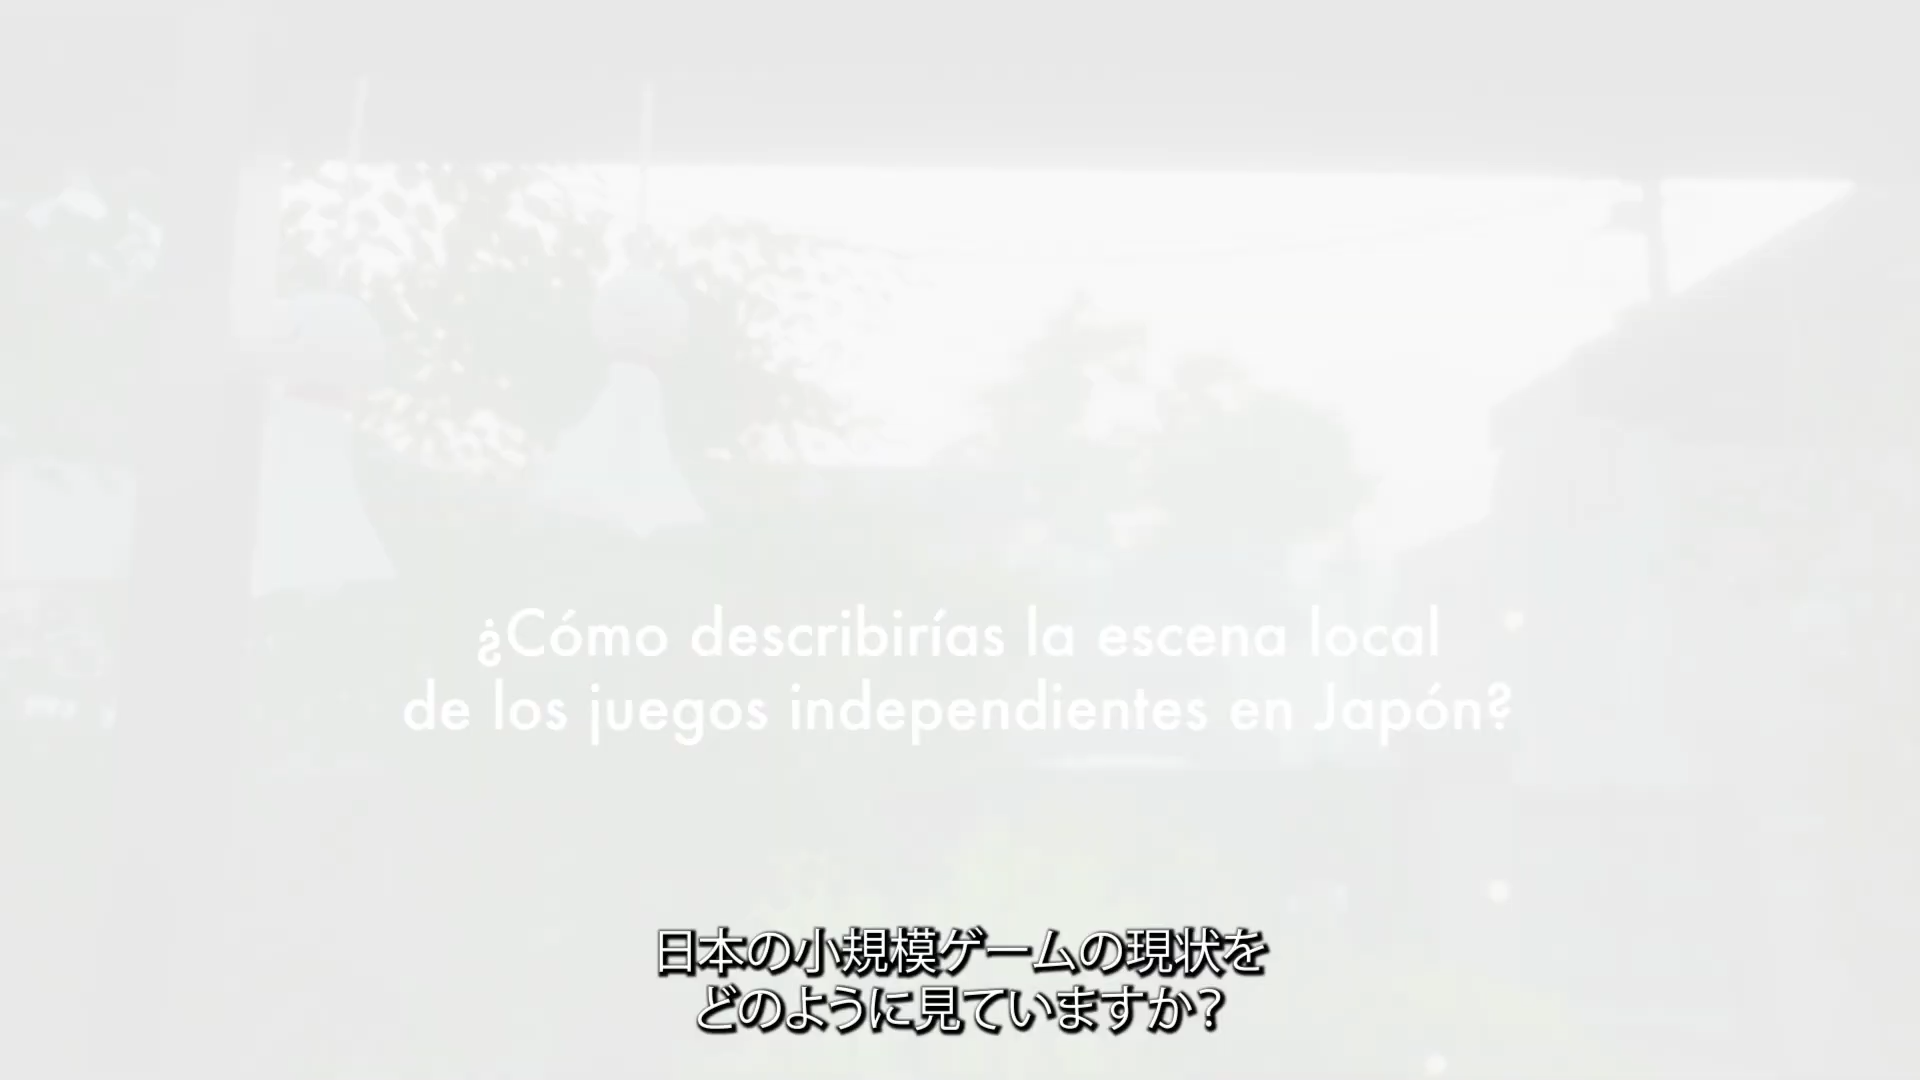 ¿Cómo describirías la escena local
de los juegos independientes en Japón?
日本の小規模ゲームの現状を
どのように見ていますか?